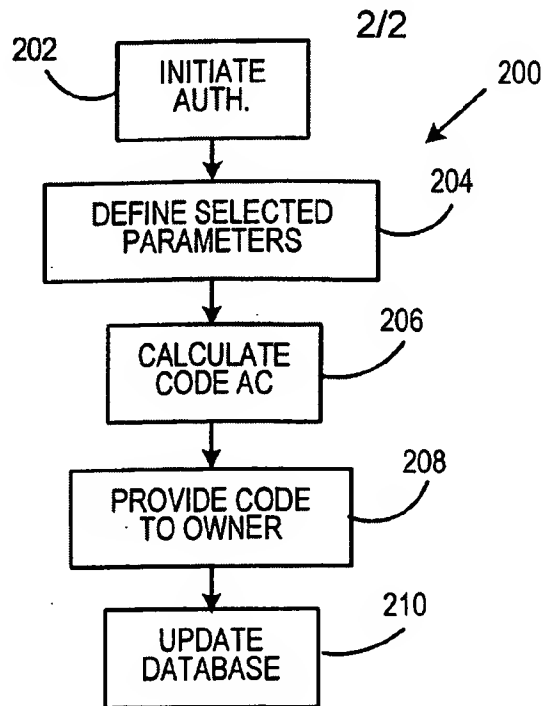 2/2
202
INITIATE
AUTH.
200
204
DEFINE SELECTED
PARAMETERS
206
CALCULATE
CODE AC
208
PROVIDE CODE
TO OWNER
210
UPDATE
DATABASE